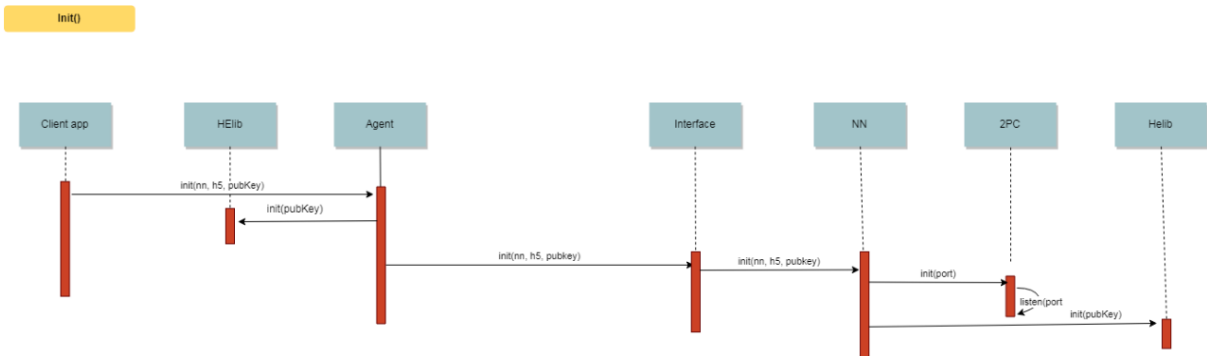 Init()
Client app
HElib
Agent
Interface
NN
2PC
Helib
init(nn, h5, pubKey)
init(pubKey)
init(nn, h5, pubkey)
init(nn, h5, pubkey)
init(port)
listen(port
init(pubKey)